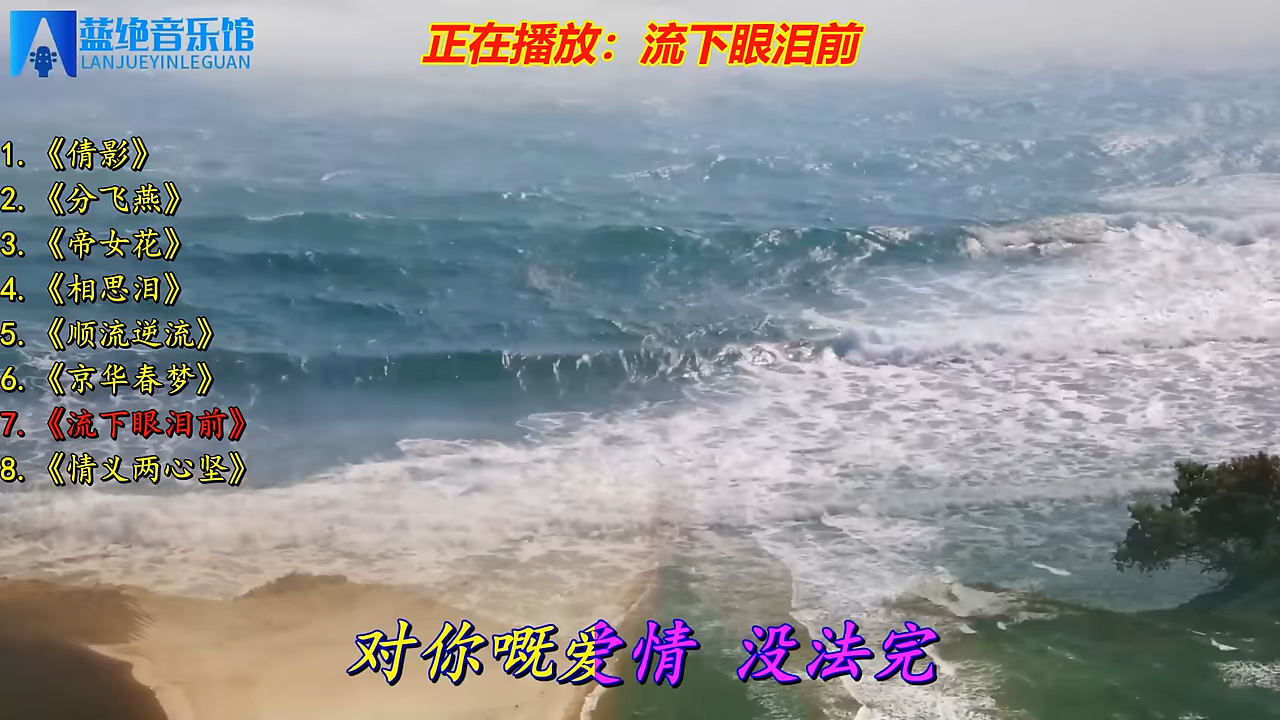 蓝绝音乐馆
LANJUEYINLEGUAN
正在播放：流下眼泪前
1.《倩影》
2.《分飞燕》
3.《帝女花》
4.《相思泪》
5.《顺流逆流》
6.《京华春梦》
7.《流下眼泪前》
8.《情义两心坚》
对你嘅爱情 没法完